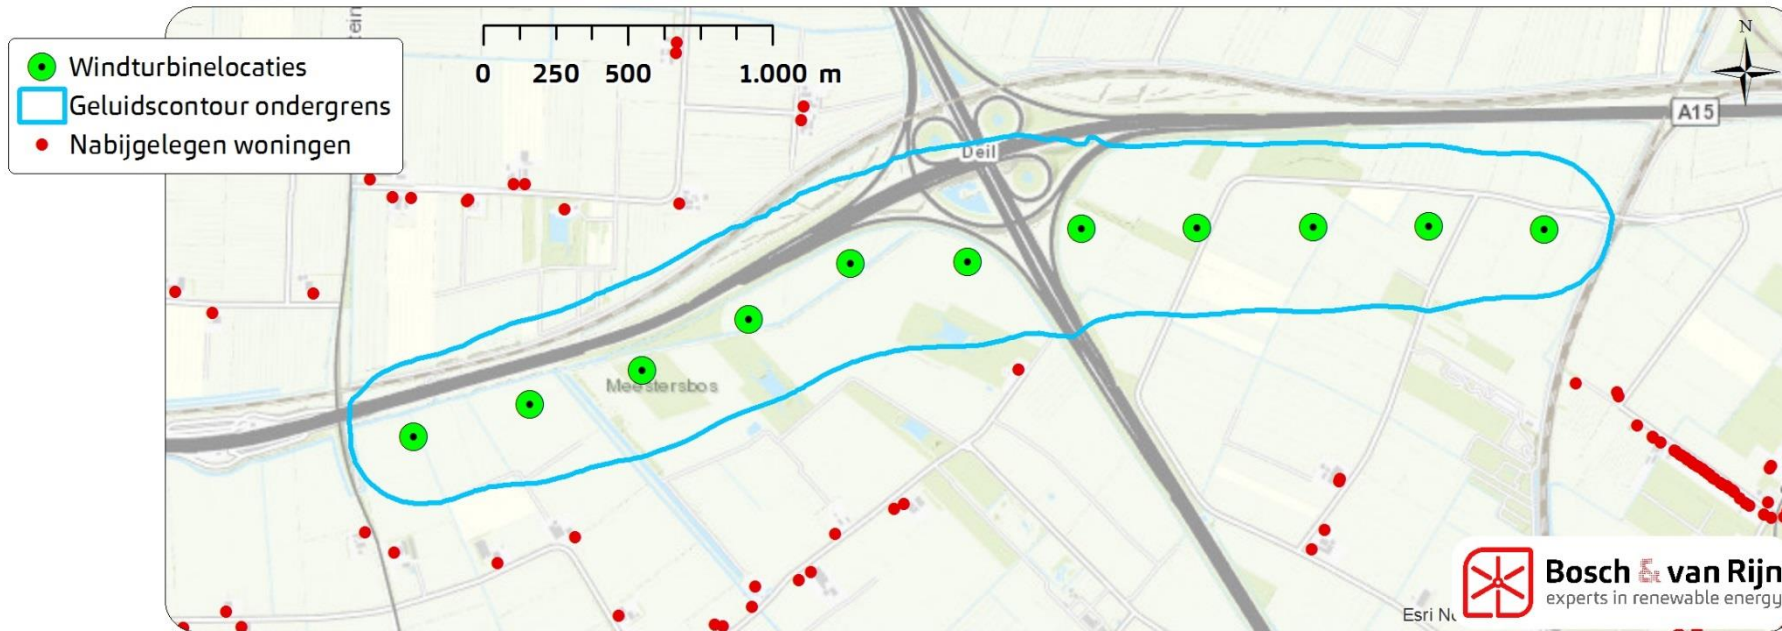 Windturbinelocaties
Geluidscontour ondergrens
Nabijgelegen woningen
0 250 500 1.000 m
N
A15
Deil
Meestersbos
Bosch & van Rijn
experts in renewable energy
Esri